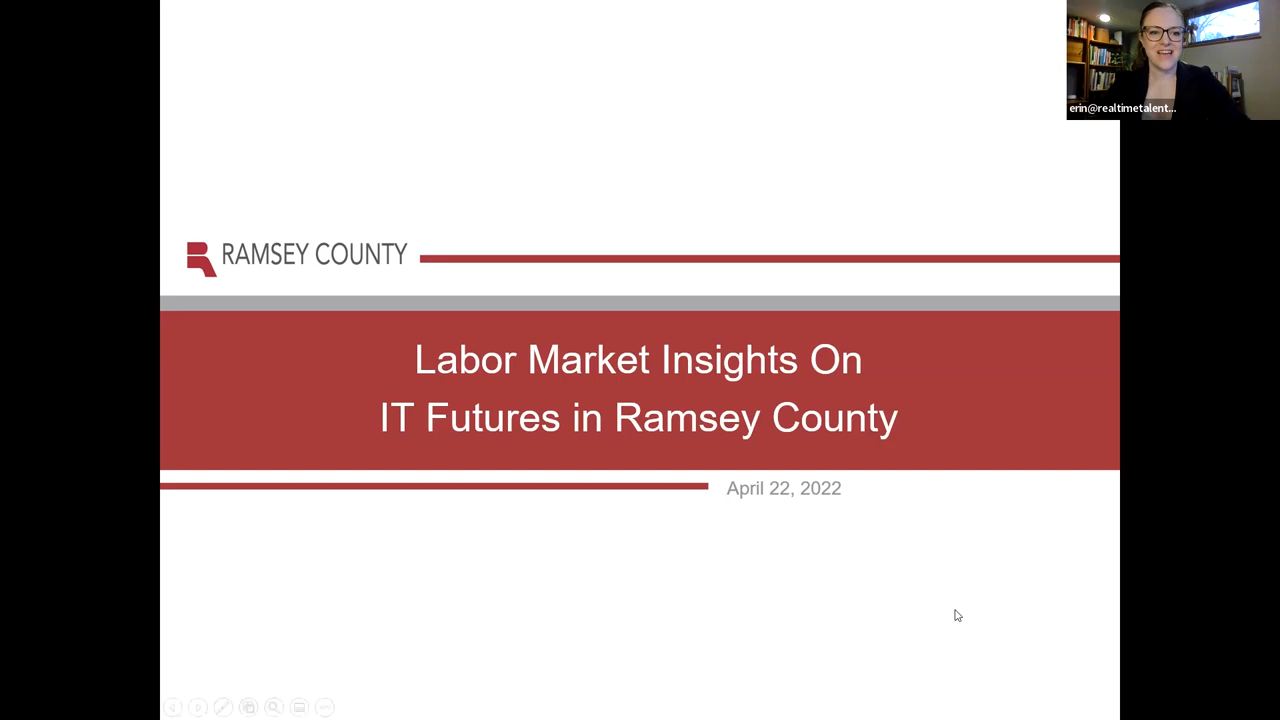 erin@realtimetalent...
RAMSEY COUNTY
Labor Market Insights On
IT Futures in Ramsey County
April 22, 2022